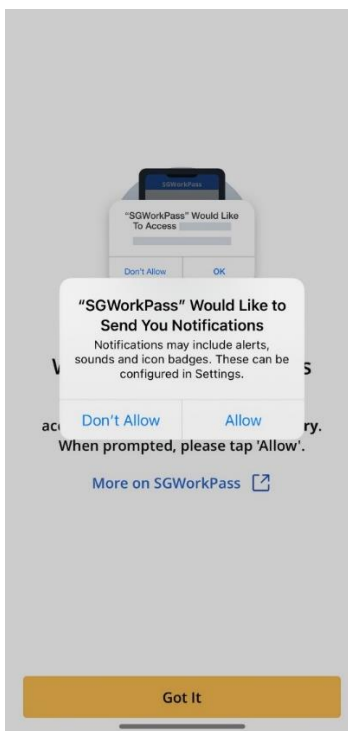 SGWorkPass
"SGWorkPass" Would Like
To Access
Don't Allow
OK
"SGWorkPass" Would Like to
Send You Notifications
Notifications may include alerts,
sounds and icon badges. These can be
configured in Settings.
Don't Allow
Allow
When prompted, please tap 'Allow'.
More on SGWorkPass
Got It